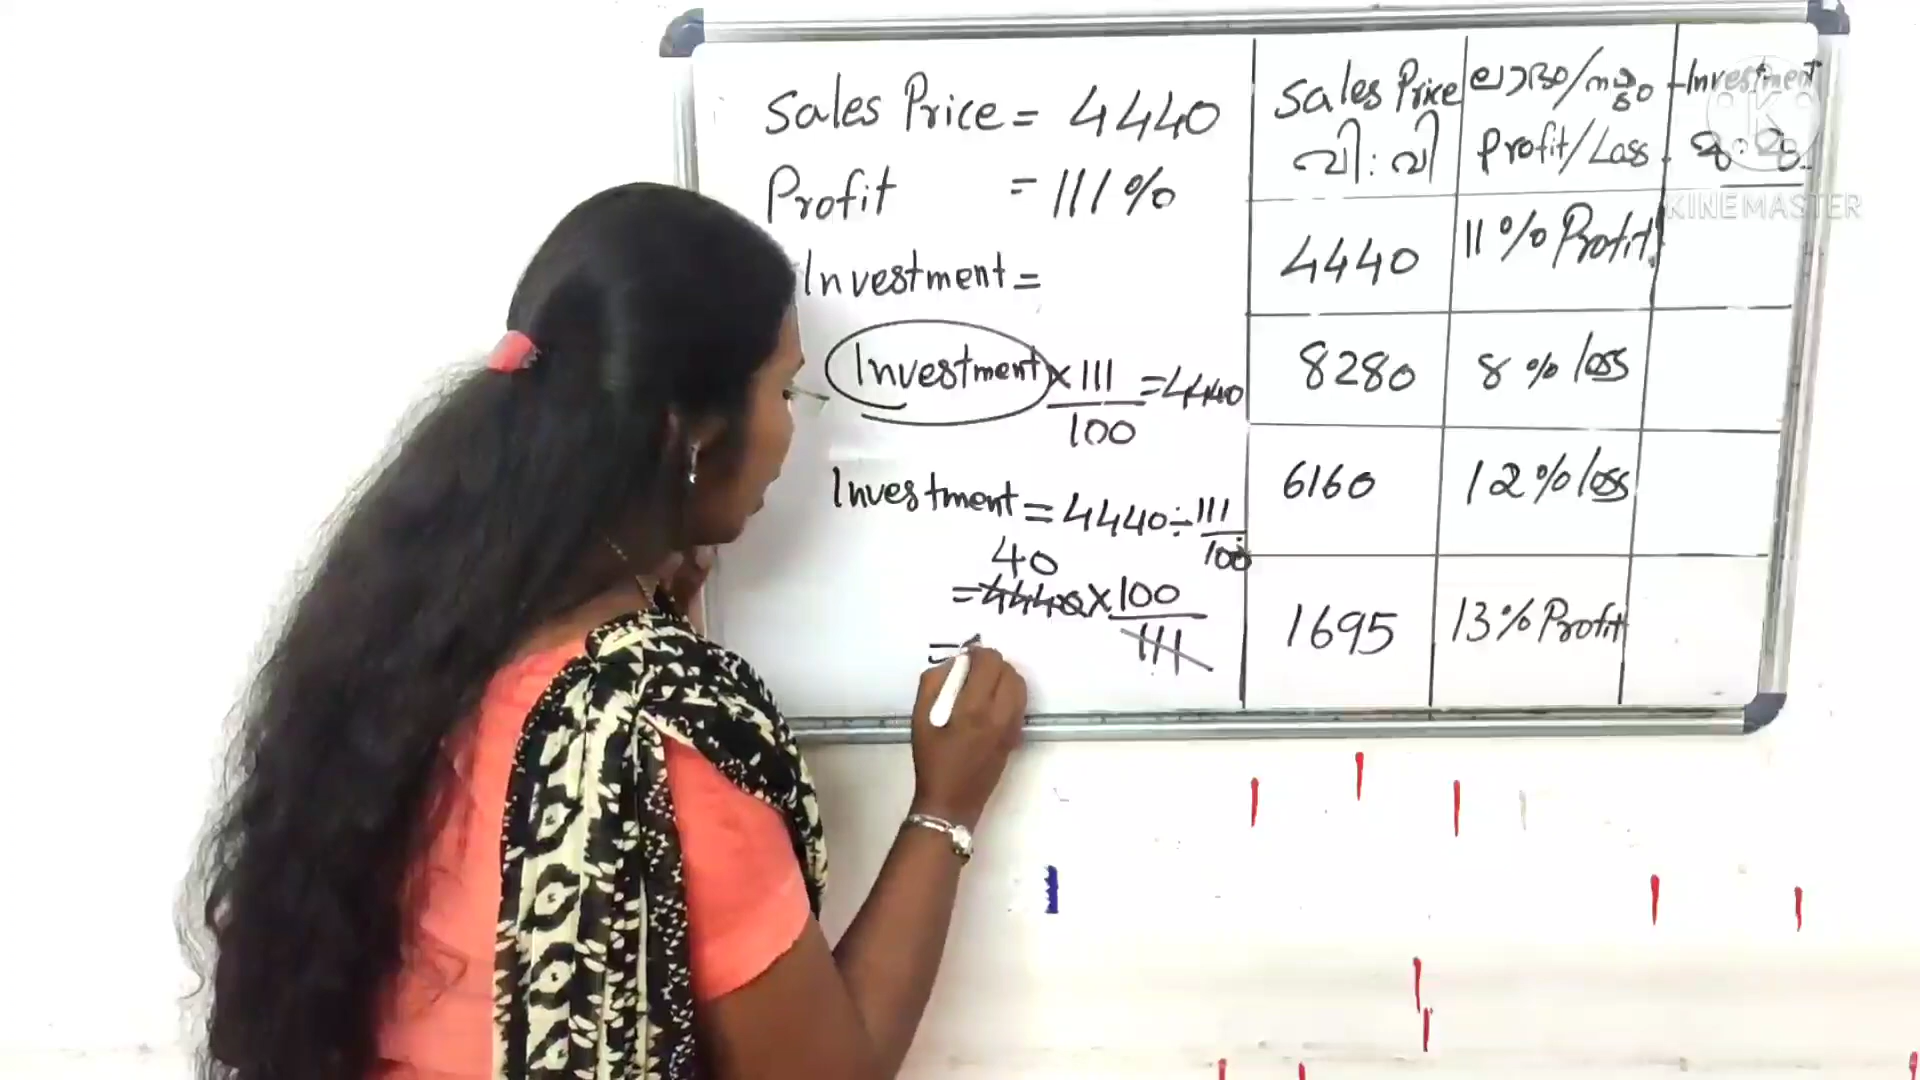 Sales Price = 4440
Profit = 111%
Investment =
Investment × 111 = 4440
100
Investment = 4440 ÷ 111
100
40
= 4440 × 100
111
=
Sales Price
വി : വി
ലാഭം/നഷ്ടം
Profit/Loss
Investment
4440
11% Profit
8280
8% loss
6160
12% loss
1695
13% Profit
K
KINEMASTER